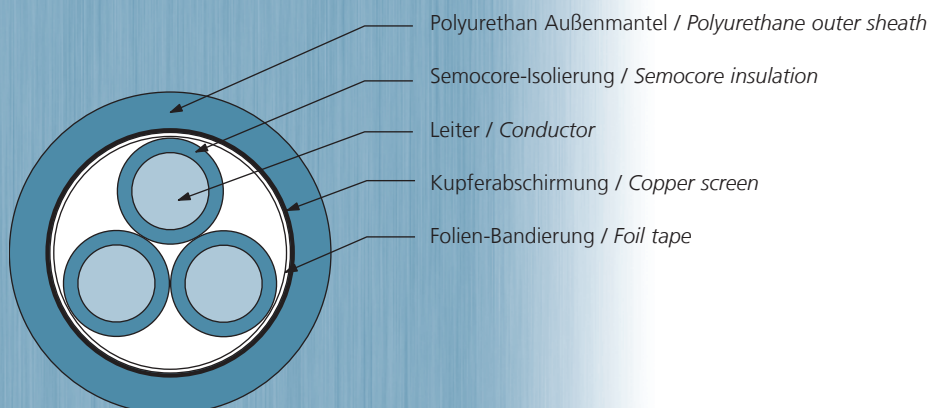 Polyurethan Außenmantel / Polyurethane outer sheath
Semocore-Isolierung / Semocore insulation
Leiter / Conductor
Kupferabschirmung / Copper screen
Folien-Bandierung / Foil tape